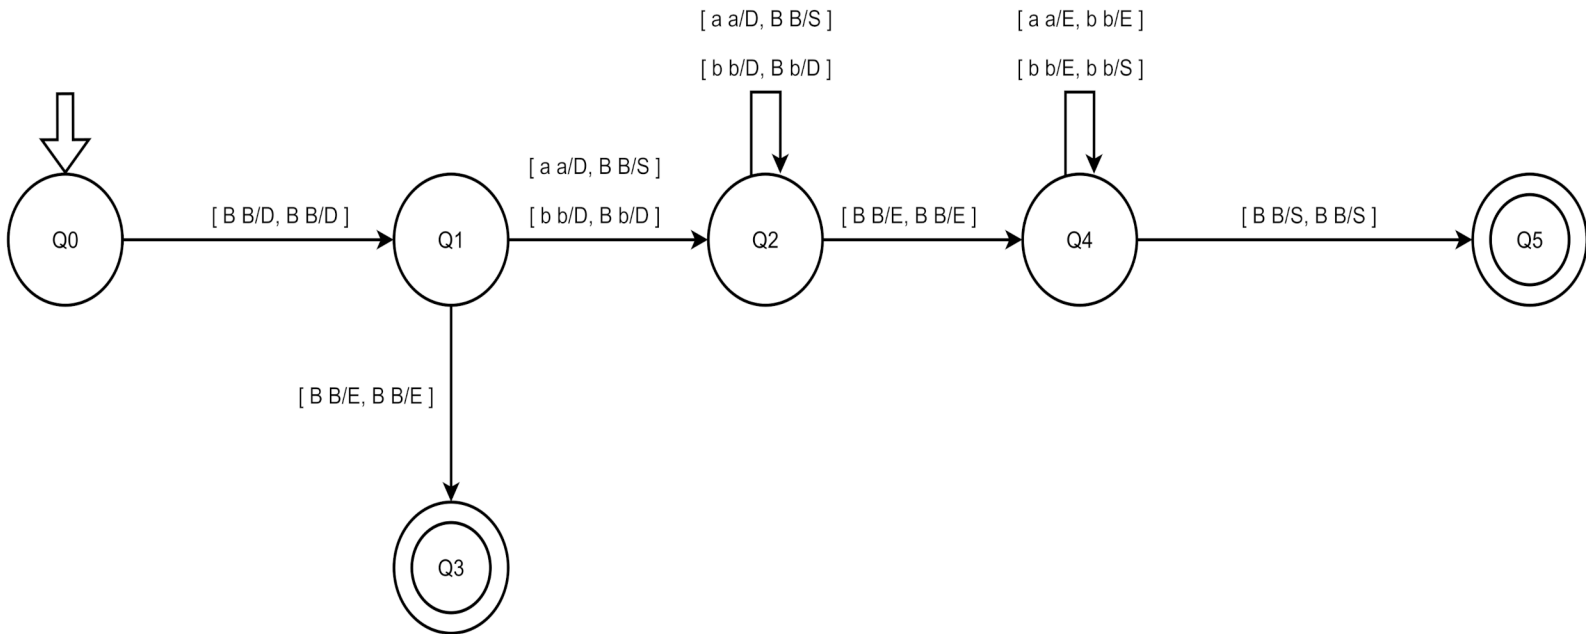 [ a a/D, B B/S ]
[ a a/E, b b/E ]
[ b b/D, B b/D ]
[ b b/E, b b/S ]
[ a a/D, B B/S ]
[ B B/D, B B/D ]
[ b b/D, B b/D ]
[ B B/E, B B/E ]
[ B B/S, B B/S ]
Q0
Q1
Q2
Q4
Q5
[ B B/E, B B/E ]
Q3